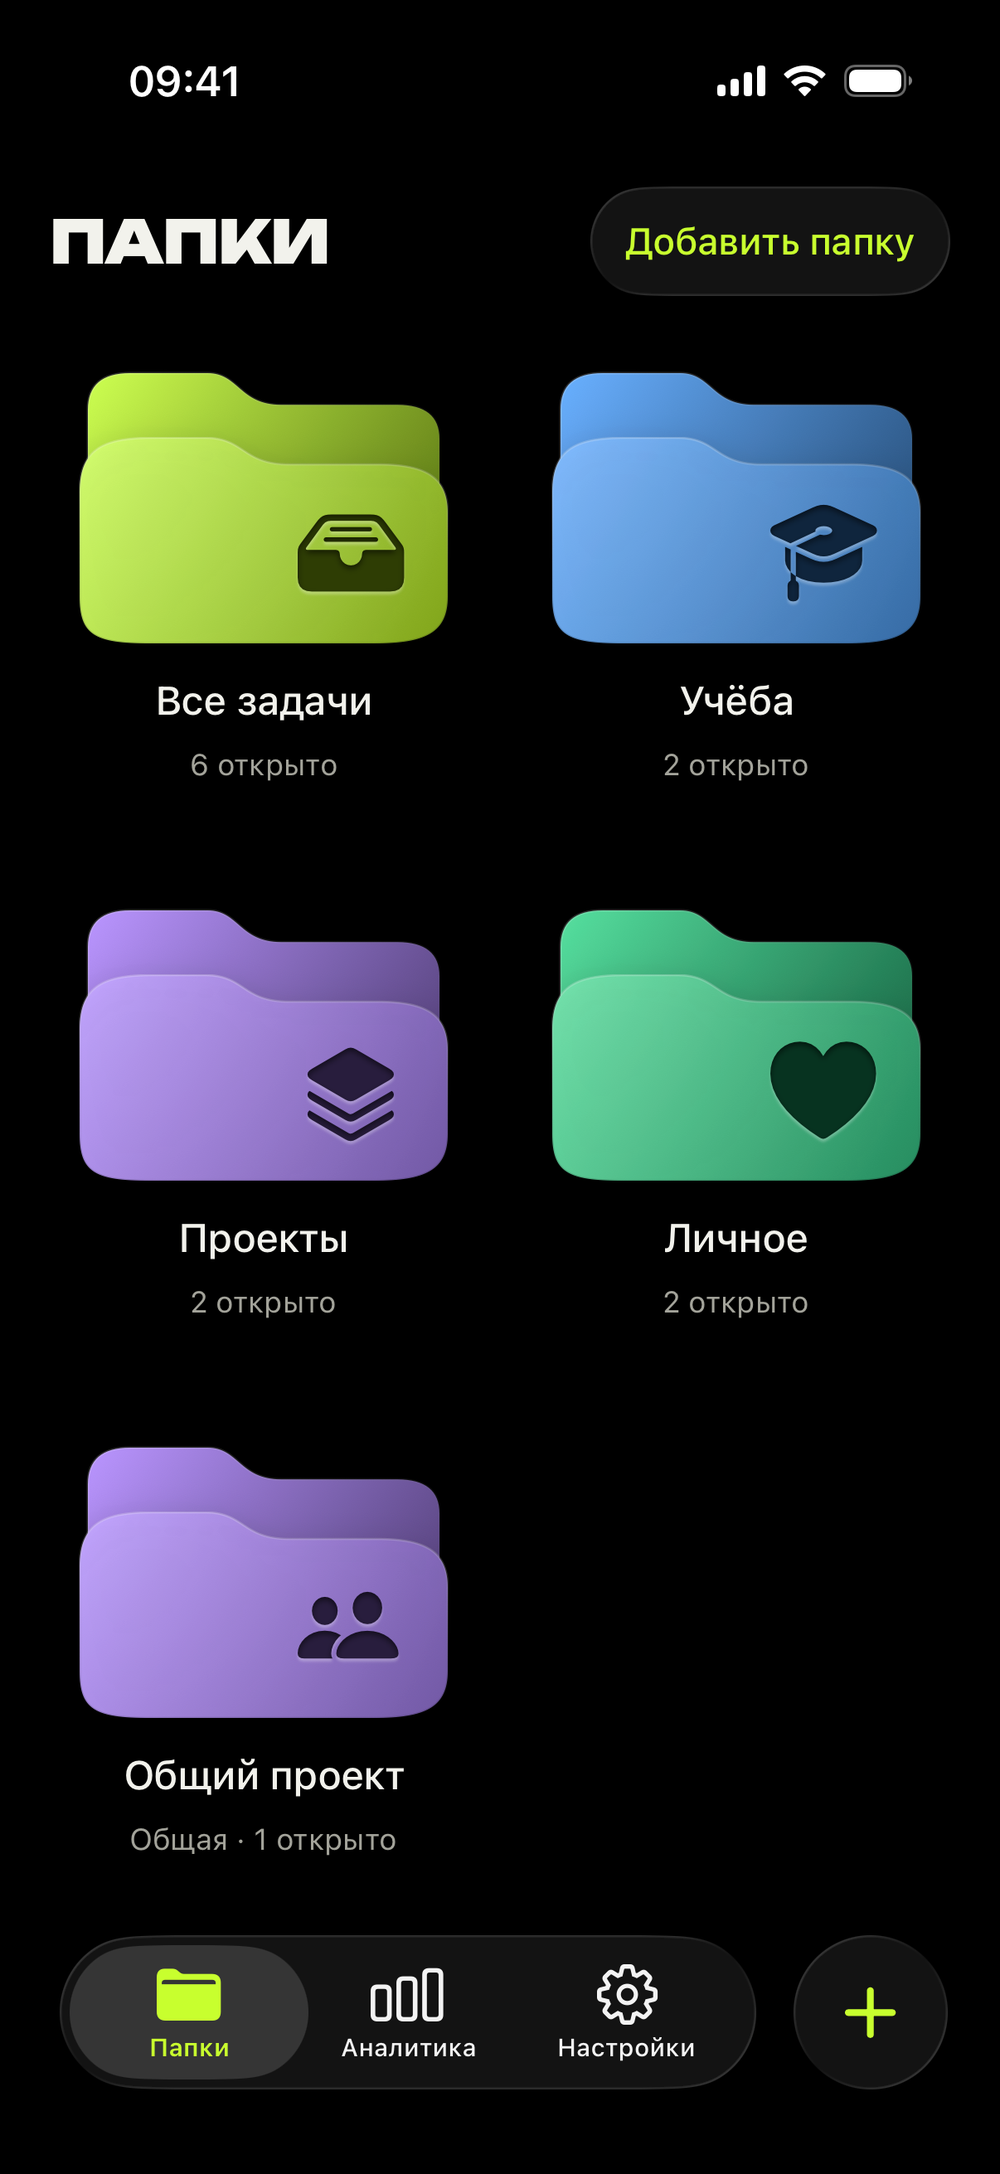 09:41
ПАПКИ
Добавить папку
Все задачи
6 открыто
Учёба
2 открыто
Проекты
2 открыто
Личное
2 открыто
Общий проект
Общая · 1 открыто
Папки
Аналитика
Настройки